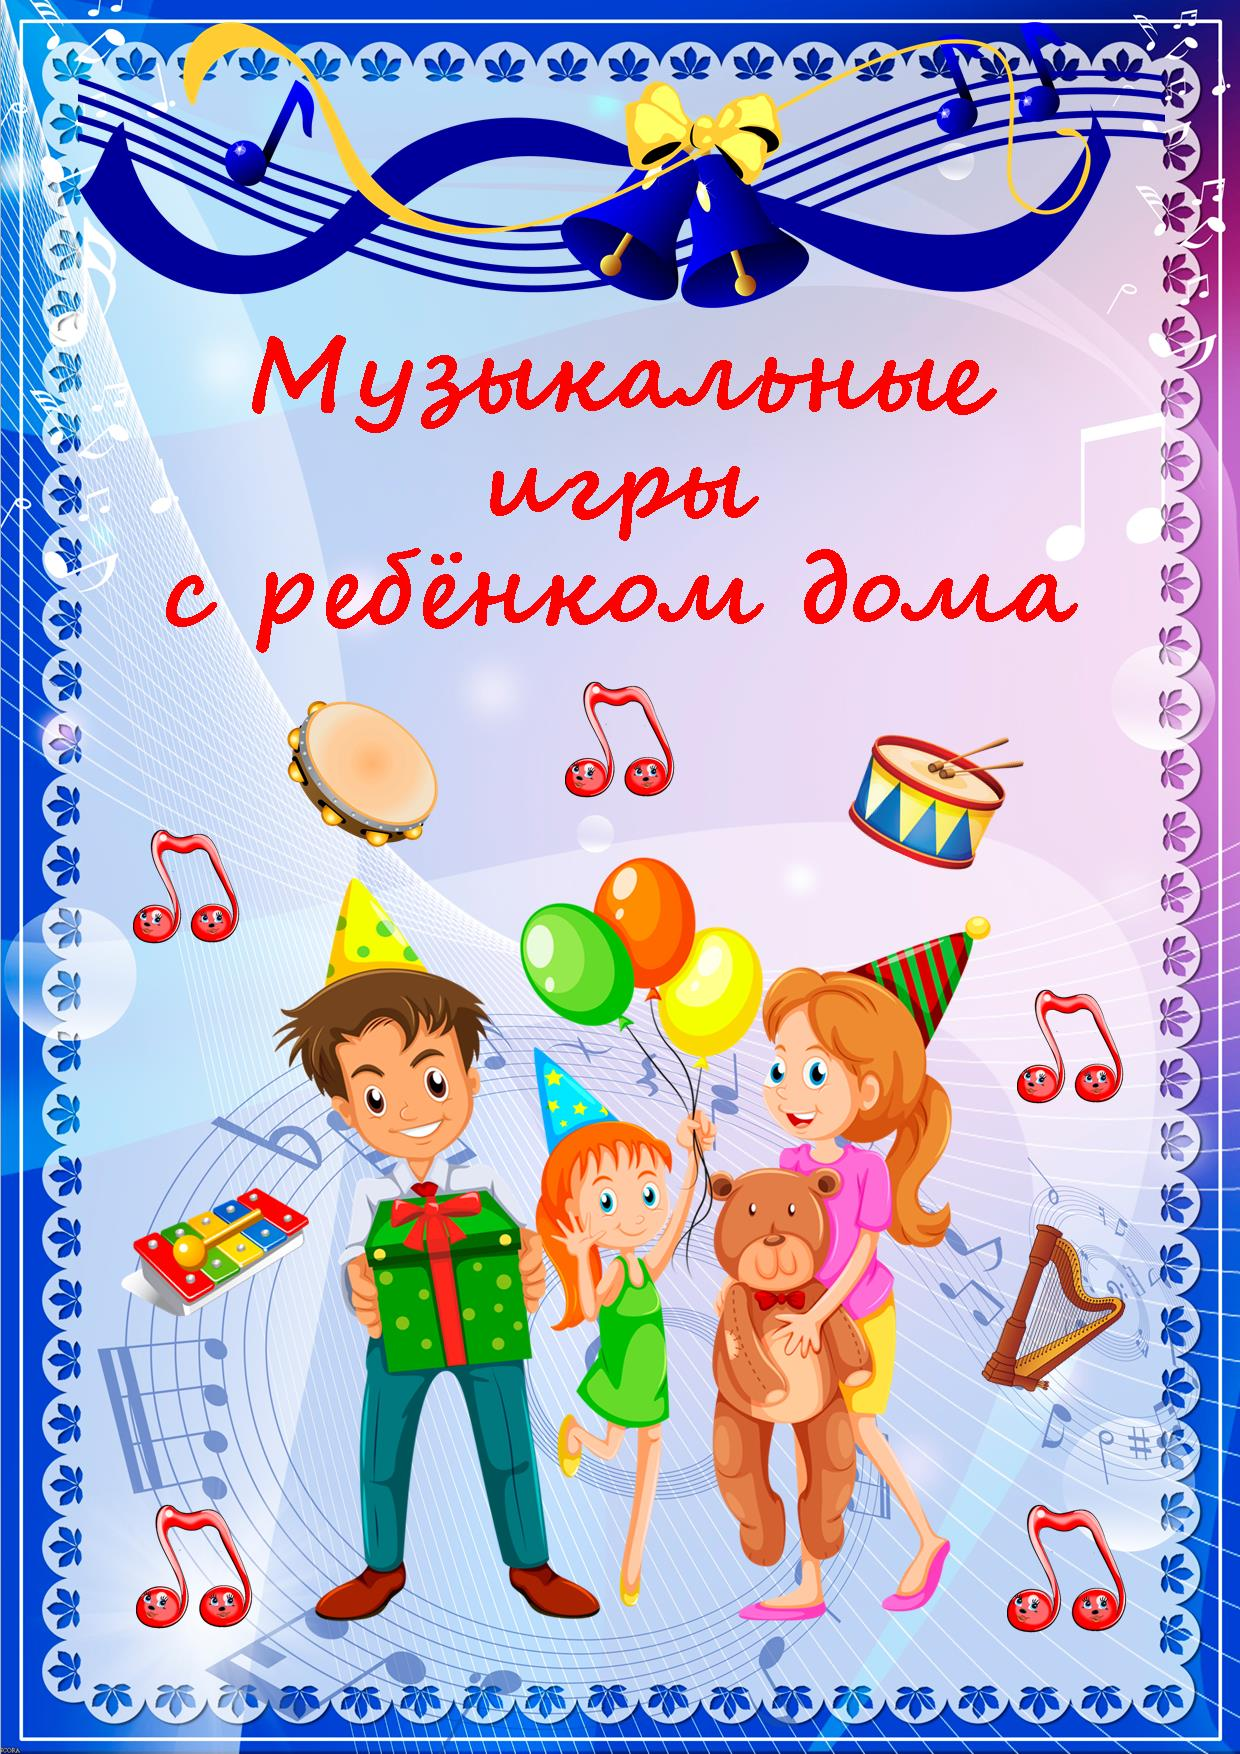 Музыкальные
игры
с ребёнком дома